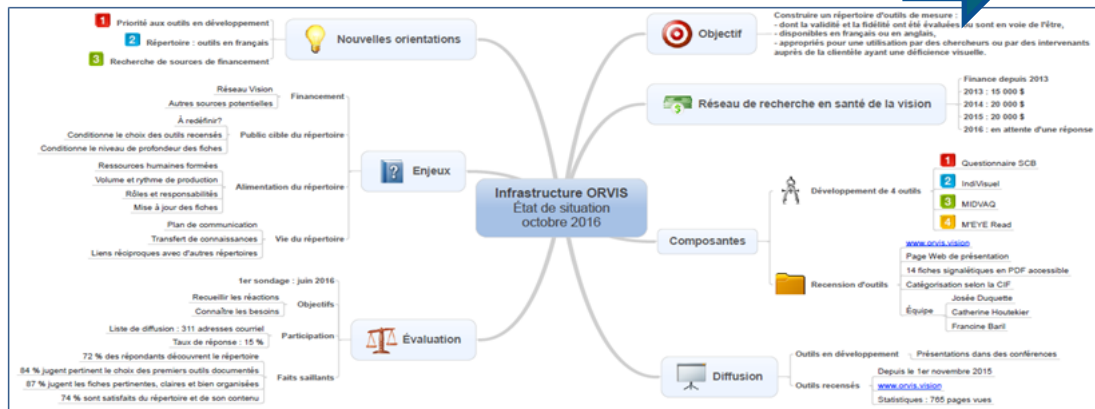 Infrastructure ORVIS
État de situation
octobre 2016
Nouvelles orientations
1 Priorité aux outils en développement
2 Répertoire : outils en français
3 Recherche de sources de financement
Enjeux
Financement
Réseau Vision
Autres sources potentielles
Public cible du répertoire
À redéfinir?
Conditionne le choix des outils recensés
Conditionne le niveau de profondeur des fiches
Alimentation du répertoire
Ressources humaines formées
Volume et rythme de production
Rôles et responsabilités
Mise à jour des fiches
Vie du répertoire
Plan de communication
Transfert de connaissances
Liens réciproques avec d'autres répertoires
Évaluation
1er sondage : juin 2016
Objectifs
Recueillir les réactions
Connaître les besoins
Participation
Liste de diffusion : 311 adresses courriel
Taux de réponse : 15 %
Faits saillants
72 % des répondants découvrent le répertoire
84 % jugent pertinent le choix des premiers outils documentés
87 % jugent les fiches pertinentes, claires et bien organisées
74 % sont satisfaits du répertoire et de son contenu
Objectif
Construire un répertoire d'outils de mesure :
- dont la validité et la fidélité ont été évaluées ou sont en voie de l'être,
- disponibles en français ou en anglais,
- appropriés pour une utilisation par des chercheurs ou par des intervenants
auprès de la clientèle ayant une déficience visuelle.
Réseau de recherche en santé de la vision
Finance depuis 2013
2013 : 15 000 $
2014 : 20 000 $
2015 : 20 000 $
2016 : en attente d'une réponse
Composantes
Développement de 4 outils
1 Questionnaire SCB
2 IndiVisuel
3 MIDVAQ
4 M'EYE Read
Recension d'outils
www.orvis.vision
Page Web de présentation
14 fiches signalétiques en PDF accessible
Catégorisation selon la CIF
Équipe
Josée Duquette
Catherine Houtekier
Francine Baril
Diffusion
Outils en développement
Présentations dans des conférences
Outils recensés
Depuis le 1er novembre 2015
www.orvis.vision
Statistiques : 765 pages vues